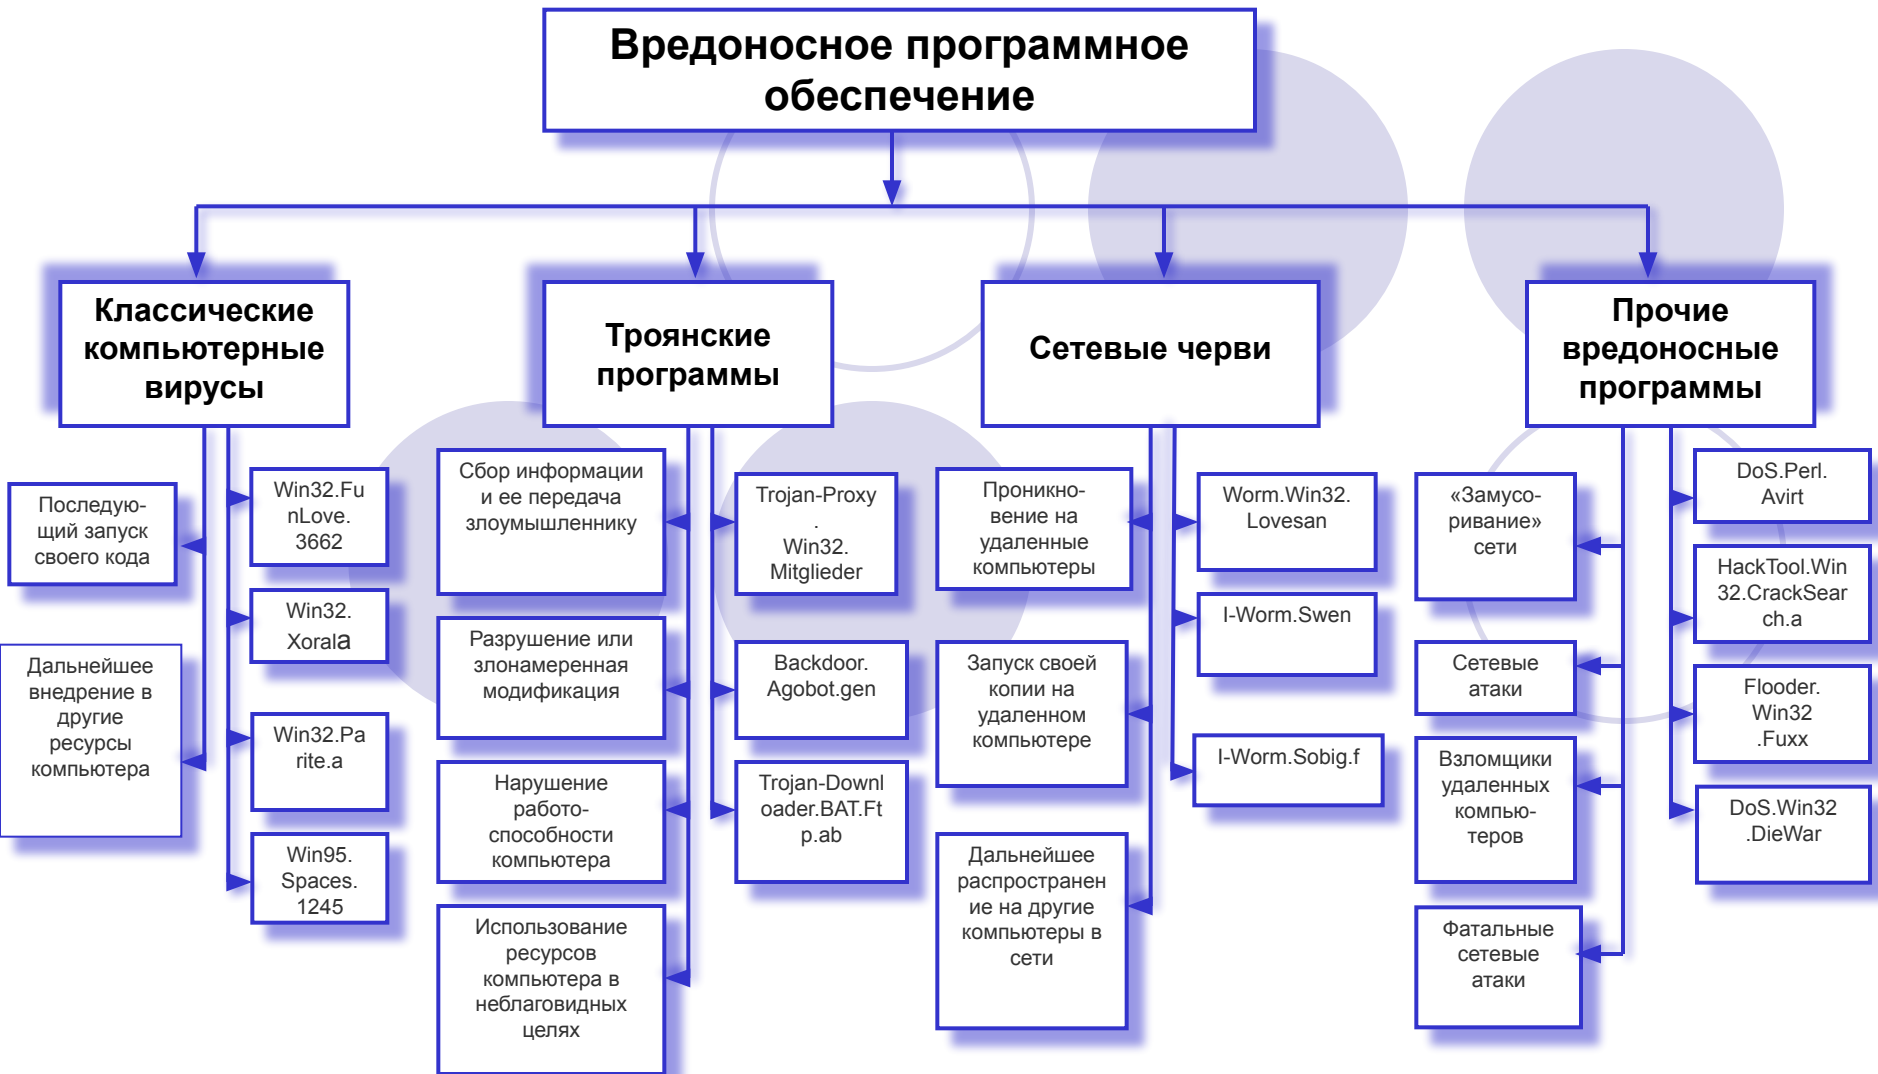 Вредоносное программное
обеспечение
Классические
компьютерные
вирусы
Последую-
щий запуск
своего кода
Дальнейшее
внедрение в
другие
ресурсы
компьютера
Win32.Fu
nLove.
3662
Win32.
Xorala
Win32.Pa
rite.a
Win95.
Spaces.
1245
Троянские
программы
Сбор информации
и ее передача
злоумышленнику
Разрушение или
злонамеренная
модификация
Нарушение
работо-
способности
компьютера
Использование
ресурсов
компьютера в
неблаговидных
целях
Trojan-Proxy
.
Win32.
Mitglieder
Backdoor.
Agobot.gen
Trojan-Downl
oader.BAT.Ft
p.ab
Сетевые черви
Проникно-
вение на
удаленные
компьютеры
Запуск своей
копии на
удаленном
компьютере
Дальнейшее
распространен
ие на другие
компьютеры в
сети
Worm.Win32.
Lovesan
I-Worm.Swen
I-Worm.Sobig.f
Прочие
вредоносные
программы
«Замусо-
ривание»
сети
Сетевые
атаки
Взломщики
удаленных
компью-
теров
Фатальные
сетевые
атаки
DoS.Perl.
Avirt
HackTool.Win
32.CrackSear
ch.a
Flooder.
Win32
.Fuxx
DoS.Win32
.DieWar